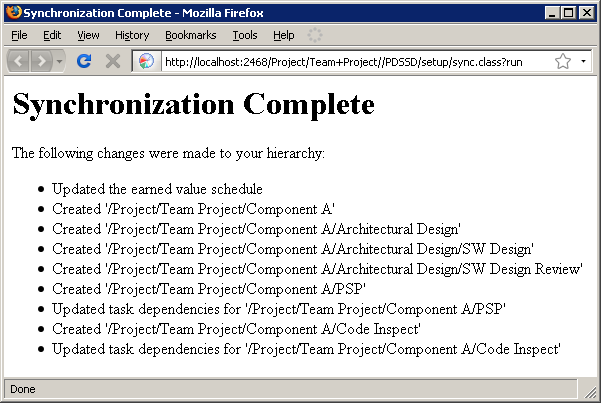 Synchronization Complete - Mozilla Firefox
File Edit View History Bookmarks Tools Help
http://localhost:2468/Project/Team+Project//PDSSD/setup/sync.class?run
Synchronization Complete
The following changes were made to your hierarchy:
Updated the earned value schedule
Created '/Project/Team Project/Component A'
Created '/Project/Team Project/Component A/Architectural Design'
Created '/Project/Team Project/Component A/Architectural Design/SW Design'
Created '/Project/Team Project/Component A/Architectural Design/SW Design Review'
Created '/Project/Team Project/Component A/PSP'
Updated task dependencies for '/Project/Team Project/Component A/PSP'
Created '/Project/Team Project/Component A/Code Inspect'
Updated task dependencies for '/Project/Team Project/Component A/Code Inspect'
Done